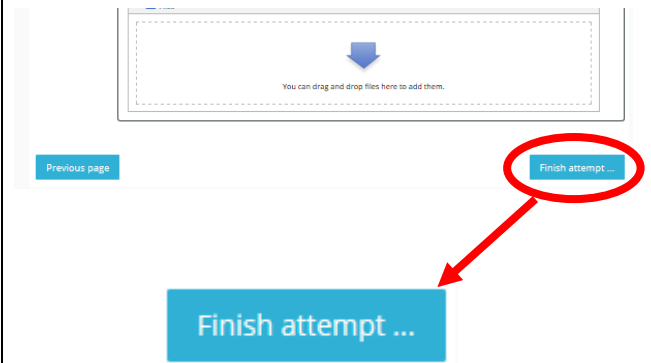 You can drag and drop files here to add them.
Previous page
Finish attempt ...
Finish attempt ...